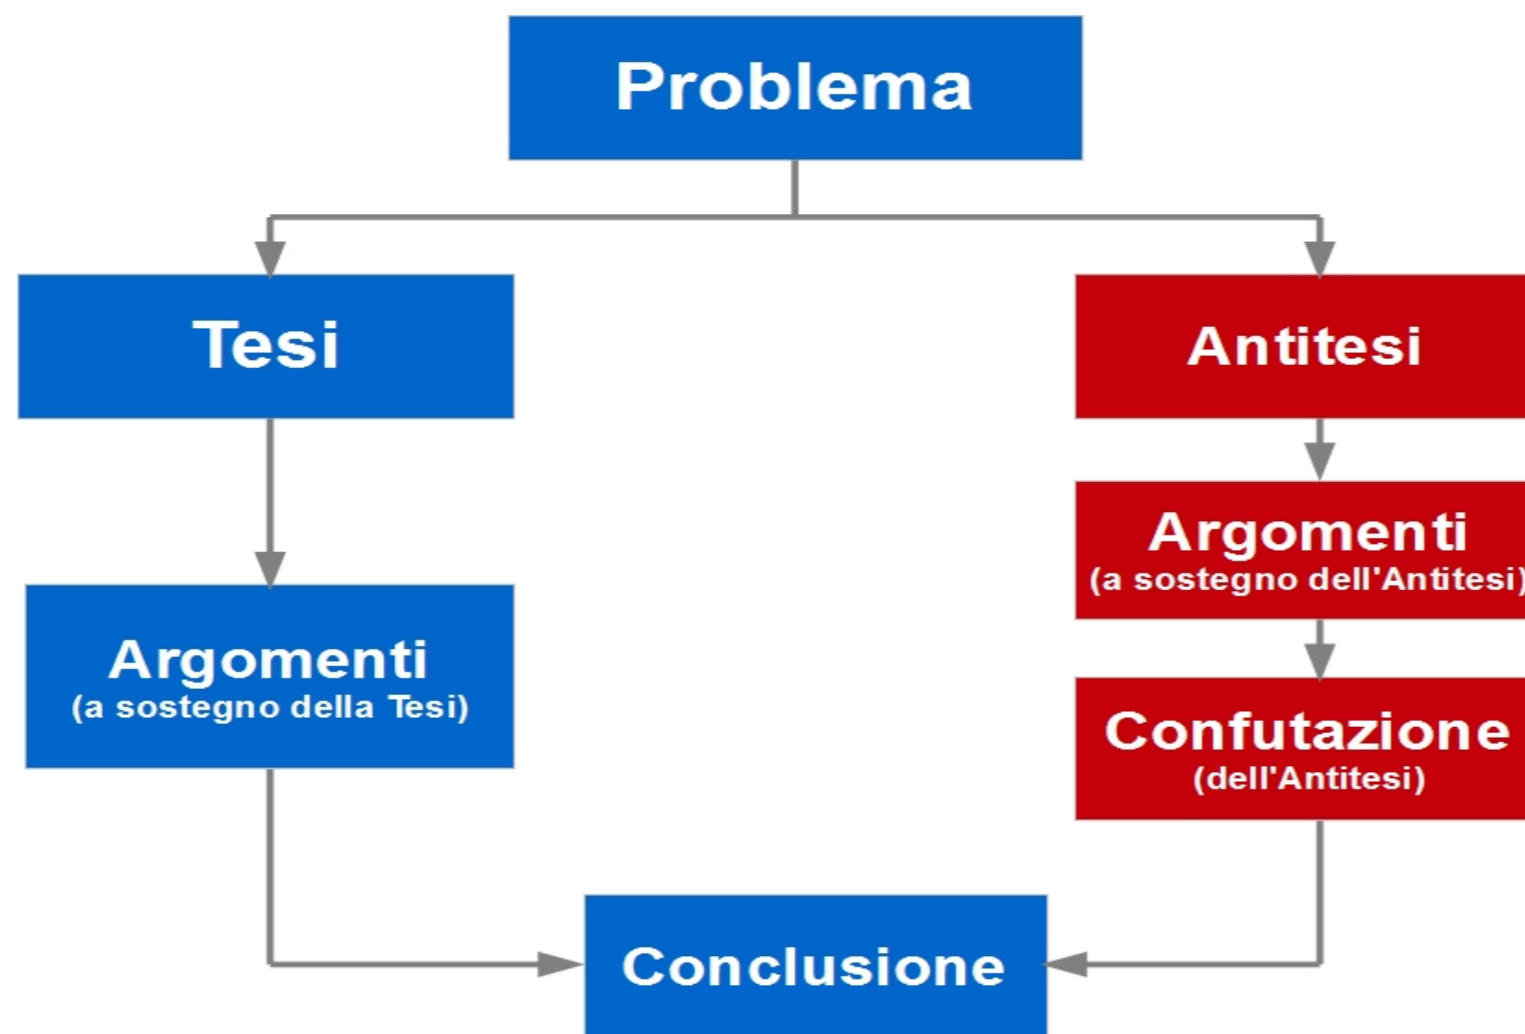 Problema
Tesi
Argomenti
(a sostegno della Tesi)
Antitesi
Argomenti
(a sostegno dell'Antitesi)
Confutazione
(dell'Antitesi)
Conclusione